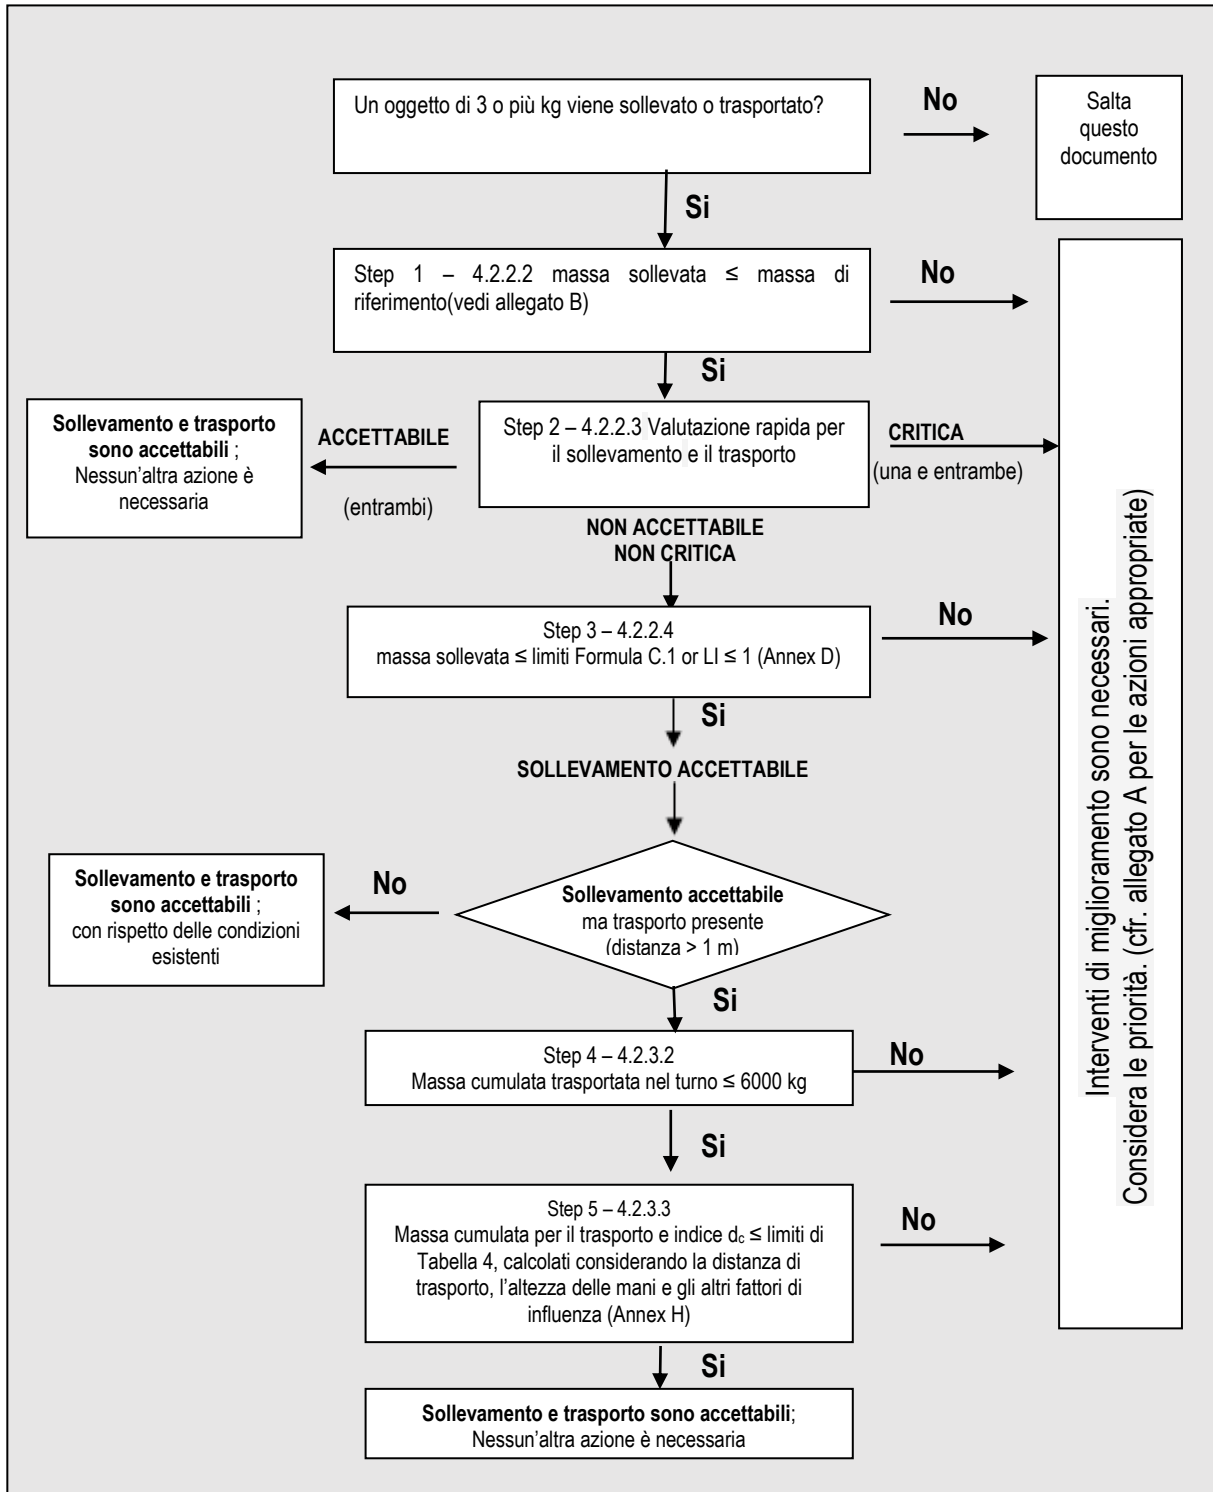 Un oggetto di 3 o più kg viene sollevato o trasportato?
No
Salta
questo
documento
Si
Step 1 – 4.2.2.2 massa sollevata ≤ massa di
riferimento(vedi allegato B)
No
Si
Sollevamento e trasporto
sono accettabili ;
Nessun'altra azione è
necessaria
ACCETTABILE
(entrambi)
Step 2 – 4.2.2.3 Valutazione rapida per
il sollevamento e il trasporto
CRITICA
(una e entrambe)
NON ACCETTABILE
NON CRITICA
Step 3 – 4.2.2.4
massa sollevata ≤ limiti Formula C.1 or LI ≤ 1 (Annex D)
No
Si
SOLLEVAMENTO ACCETTABILE
Sollevamento e trasporto
sono accettabili ;
con rispetto delle condizioni
esistenti
No
Sollevamento accettabile
ma trasporto presente
(distanza > 1 m)
Si
Step 4 – 4.2.3.2
Massa cumulata trasportata nel turno ≤ 6000 kg
No
Si
Step 5 – 4.2.3.3
Massa cumulata per il trasporto e indice dc ≤ limiti di
Tabella 4, calcolati considerando la distanza di
trasporto, l'altezza delle mani e gli altri fattori di
influenza (Annex H)
No
Si
Sollevamento e trasporto sono accettabili;
Nessun'altra azione è necessaria
Interventi di miglioramento sono necessari.
Considera le priorità. (cfr. allegato A per le azioni appropriate)